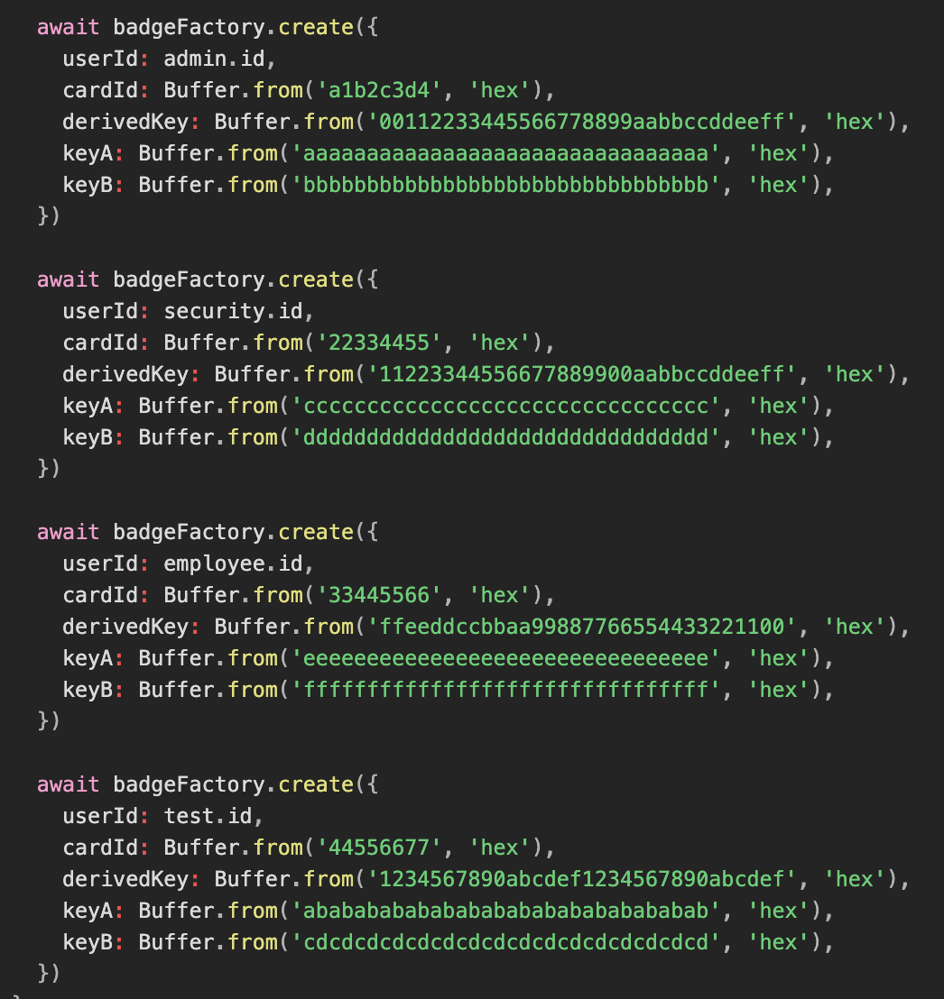 await badgeFactory.create({
userId: admin.id,
cardId: Buffer.from('a1b2c3d4', 'hex'),
derivedKey: Buffer.from('00112233445566778899aabbccddeeff', 'hex'),
keyA: Buffer.from('aaaaaaaaaaaaaaaaaaaaaaaaaaaaaaaa', 'hex'),
keyB: Buffer.from('bbbbbbbbbbbbbbbbbbbbbbbbbbbbbbbb', 'hex'),
})
await badgeFactory.create({
userId: security.id,
cardId: Buffer.from('22334455', 'hex'),
derivedKey: Buffer.from('11223344556677889900aabbccddeeff', 'hex'),
keyA: Buffer.from('cccccccccccccccccccccccccccccccc', 'hex'),
keyB: Buffer.from('dddddddddddddddddddddddddddddddd', 'hex'),
})
await badgeFactory.create({
userId: employee.id,
cardId: Buffer.from('33445566', 'hex'),
derivedKey: Buffer.from('ffeeddccbbaa99887766554433221100', 'hex'),
keyA: Buffer.from('eeeeeeeeeeeeeeeeeeeeeeeeeeeeeeee', 'hex'),
keyB: Buffer.from('ffffffffffffffffffffffffffffffff', 'hex'),
})
await badgeFactory.create({
userId: test.id,
cardId: Buffer.from('44556677', 'hex'),
derivedKey: Buffer.from('1234567890abcdef1234567890abcdef', 'hex'),
keyA: Buffer.from('abababababababababababababababab', 'hex'),
keyB: Buffer.from('cdcdcdcdcdcdcdcdcdcdcdcdcdcdcdcd', 'hex'),
})